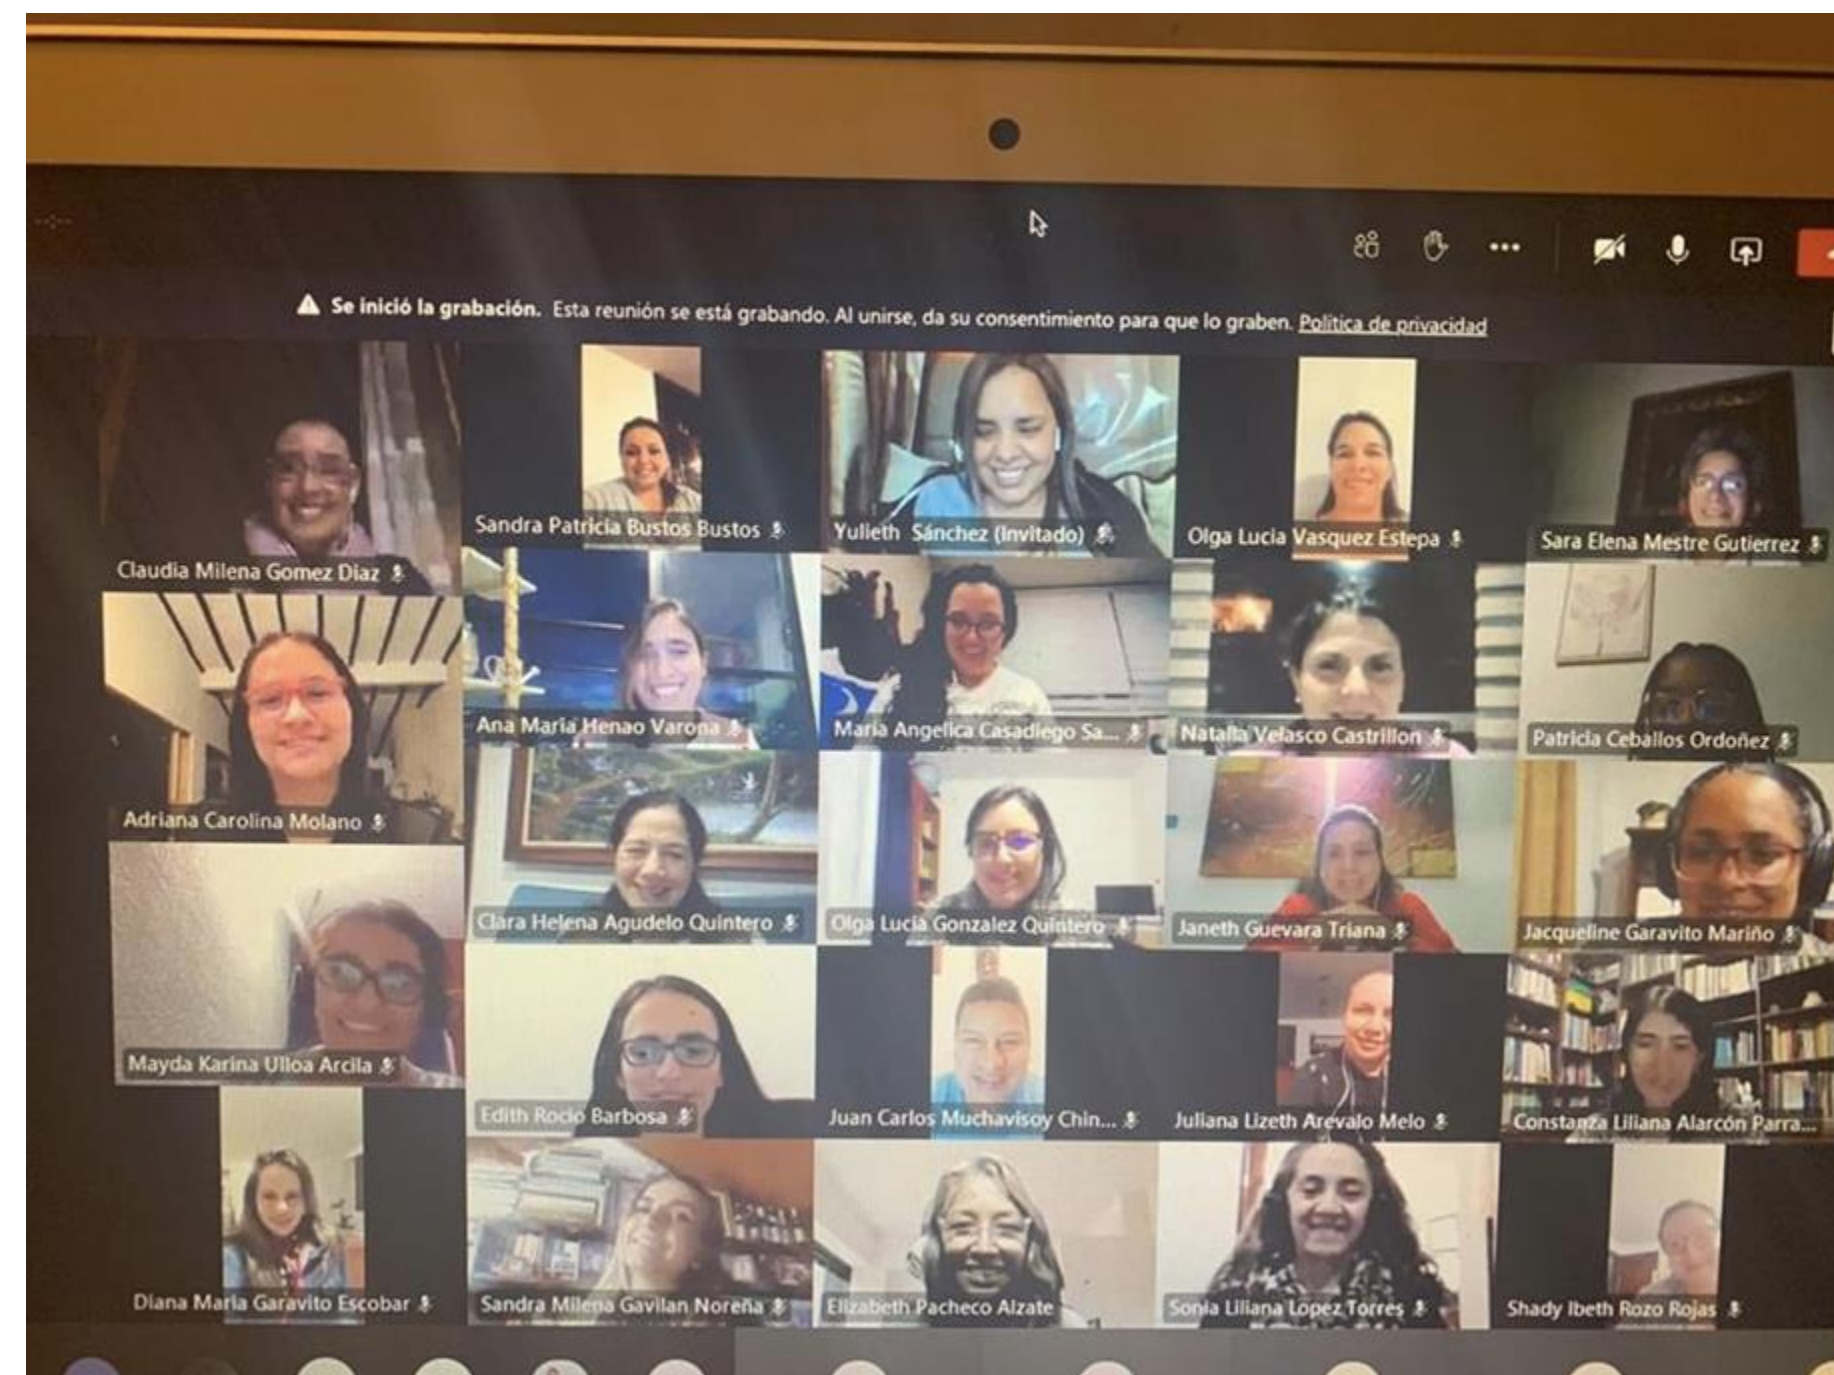 Se inició la grabación. Esta reunión se está grabando. Al unirse, da su consentimiento para que lo graben. Política de privacidad
Claudia Milena Gomez Diaz
Sandra Patricia Bustos Bustos
Yulieth Sánchez (Invitado)
Olga Lucia Vasquez Estepa
Sara Elena Mestre Gutierrez
Adriana Carolina Molano
Ana Maria Henao Varona
Maria Angelica Casadiego Sa...
Natalia Velasco Castrillon
Patricia Ceballos Ordoñez
Mayda Karina Ulloa Arcila
Clara Helena Agudelo Quintero
Olga Lucia Gonzalez Quintero
Janeth Guevara Triana
Jacqueline Garavito Mariño
Edith Rocio Barbosa
Juan Carlos Muchavisoy Chin...
Juliana Lizeth Arevalo Melo
Constanza Liliana Alarcón Parra...
Diana Maria Garavito Escobar
Sandra Milena Gavilan Noreña
Elizabeth Pacheco Alzate
Sonia Liliana Lopez Torres
Shady Ibeth Rozo Rojas